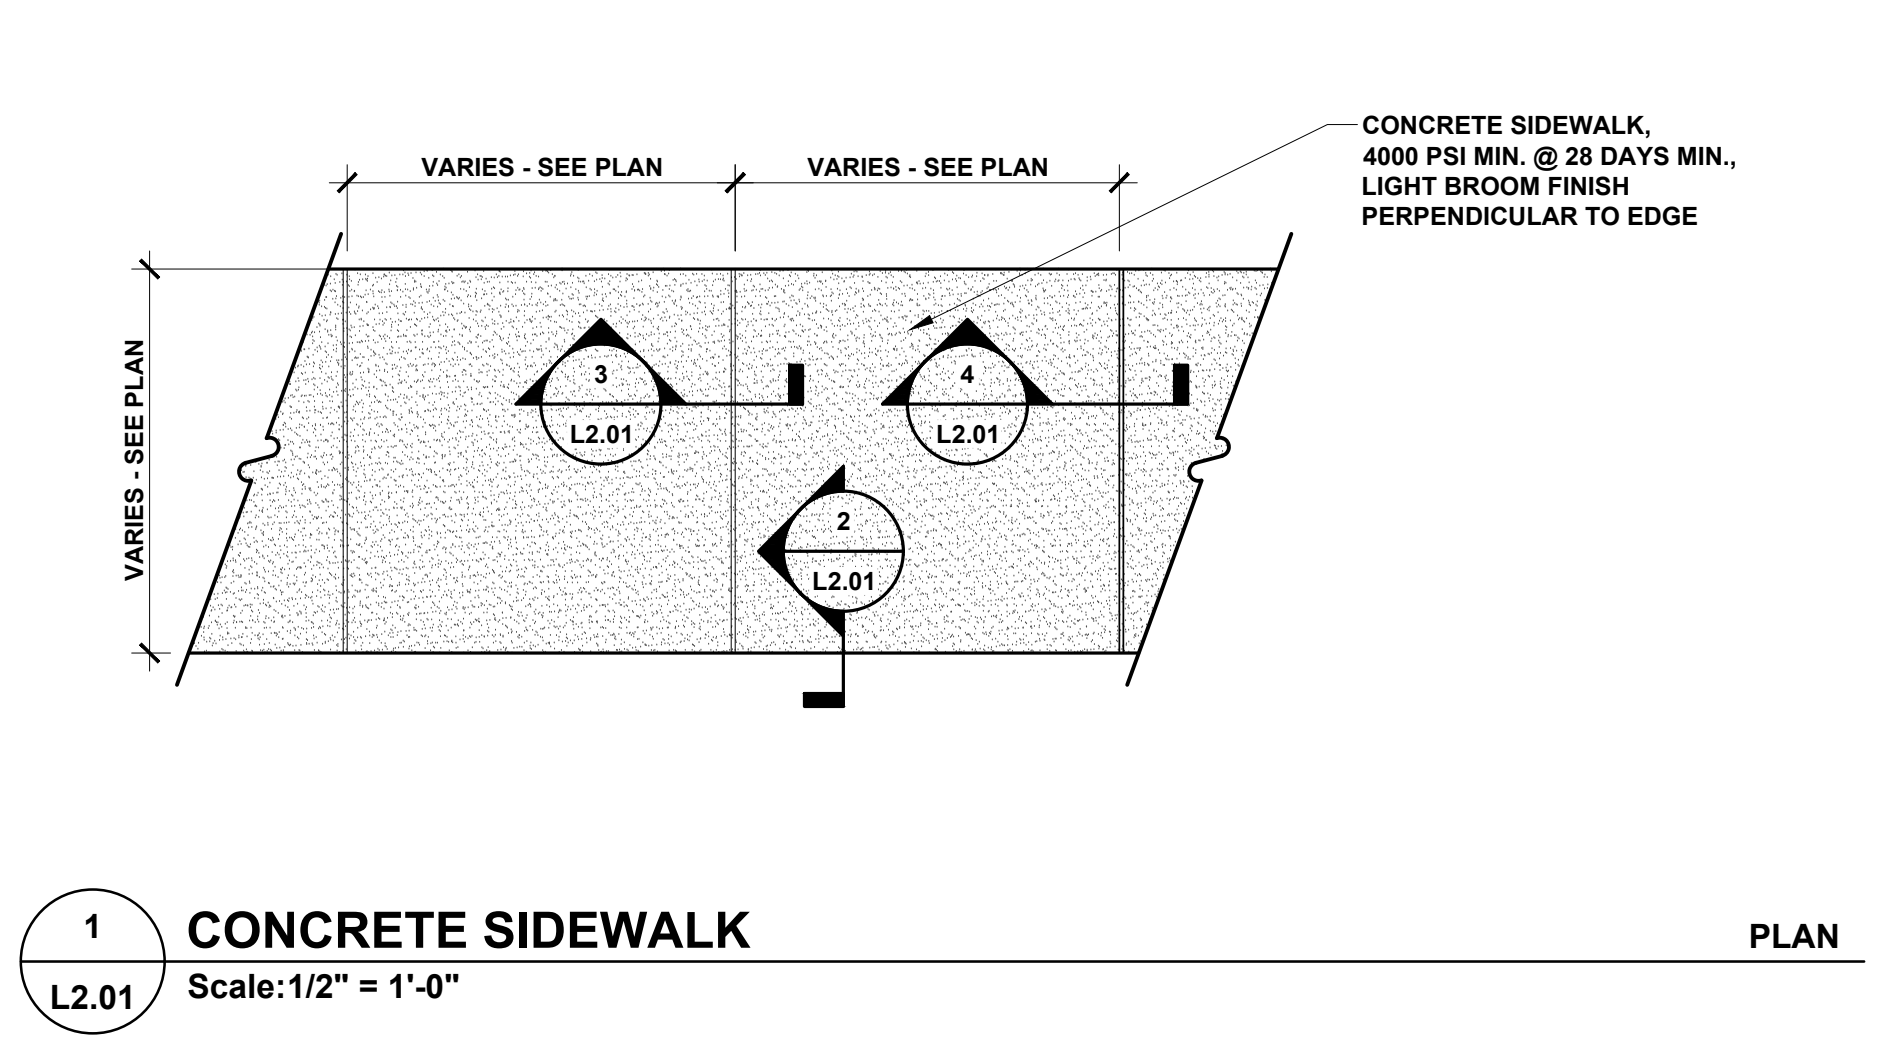 CONCRETE SIDEWALK,
4000 PSI MIN. @ 28 DAYS MIN.,
LIGHT BROOM FINISH
PERPENDICULAR TO EDGE
VARIES - SEE PLAN
VARIES - SEE PLAN
VARIES - SEE PLAN
3
L2.01
4
L2.01
2
L2.01
1
L2.01
CONCRETE SIDEWALK
PLAN
Scale:1/2" = 1'-0"